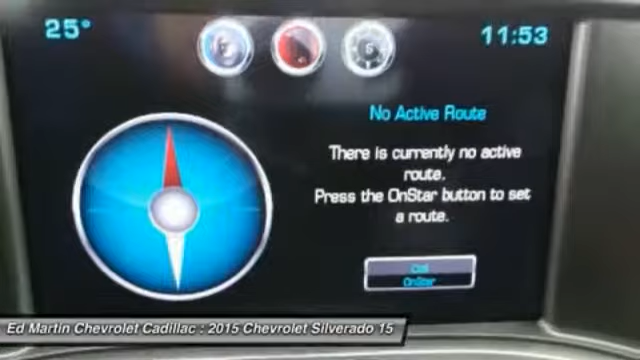 25°
11:53
No Active Route
There is currently no active
route.
Press the OnStar button to set
a route.
Call
OnStar
Ed Martin Chevrolet Cadillac : 2015 Chevrolet Silverado 15